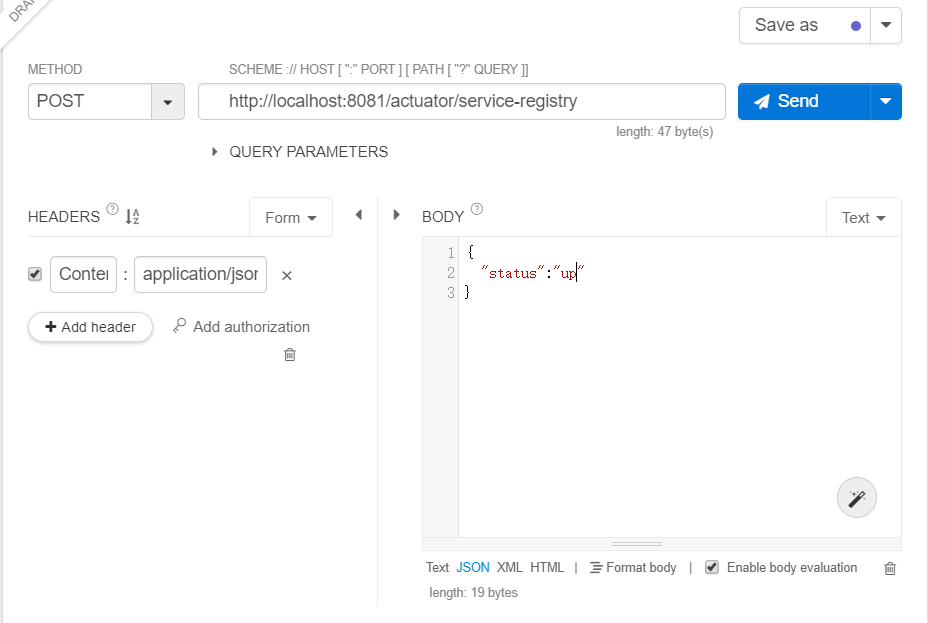 DRA
Save as
METHOD
SCHEME :// HOST [ ":" PORT ] [ PATH [ "?" QUERY ]]
POST
http://localhost:8081/actuator/service-registry
Send
length: 47 byte(s)
QUERY PARAMETERS
HEADERS ? A Z
Form
BODY ?
Text
Conter : application/jsor ×
+ Add header
Add authorization
1 {
2 "status":"up"
3 }
Text JSON XML HTML | Format body | Enable body evaluation
length: 19 bytes